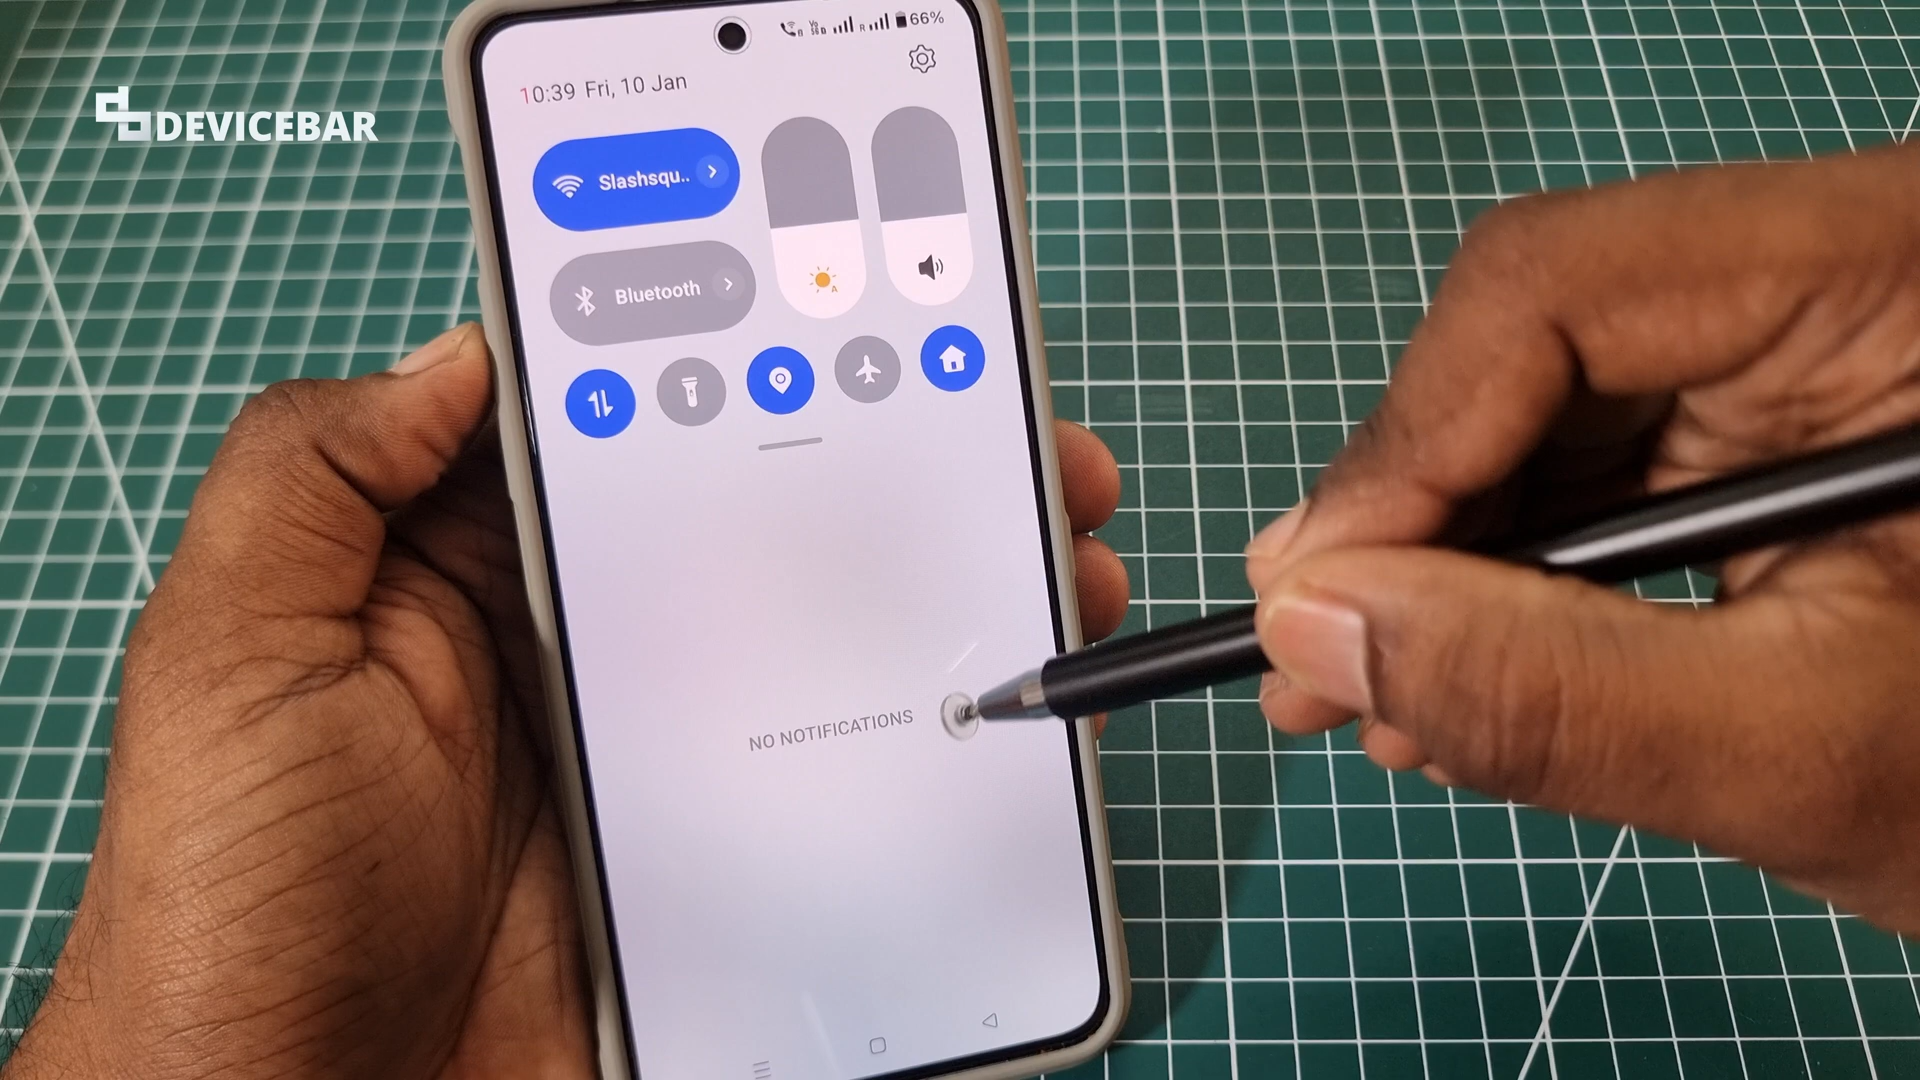 DEVICEBAR
66%
10:39 Fri, 10 Jan
Slashsqu..
Bluetooth
NO NOTIFICATIONS